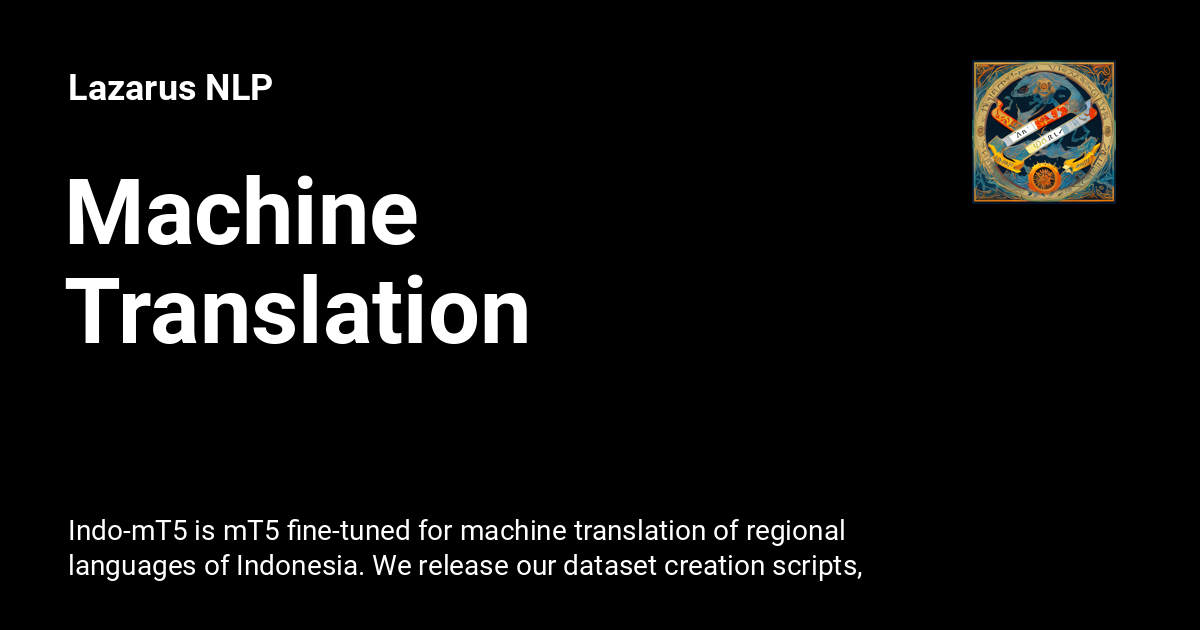 Lazarus NLP
Machine
Translation
Indo-mT5 is mT5 fine-tuned for machine translation of regional
languages of Indonesia. We release our dataset creation scripts,